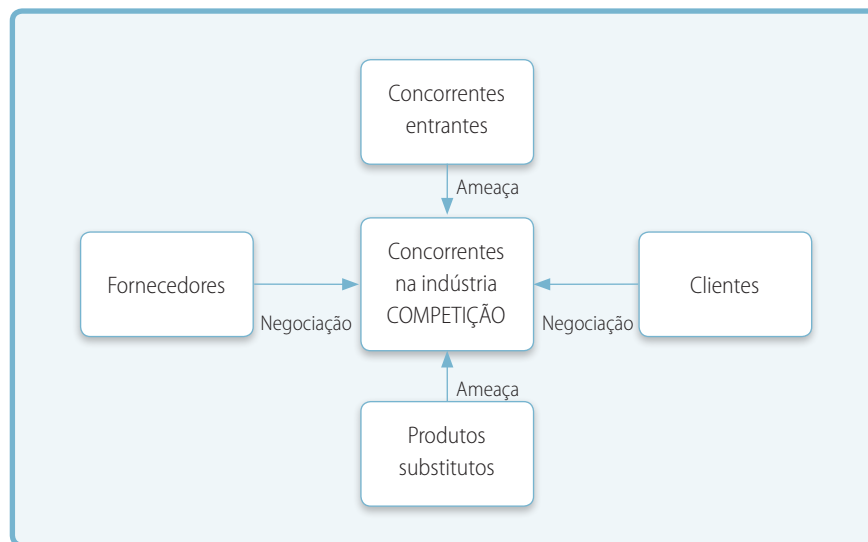 Concorrentes
entrantes
Ameaça
Fornecedores
Negociação
Concorrentes
na indústria
COMPETIÇÃO
Clientes
Negociação
Ameaça
Produtos
substitutos